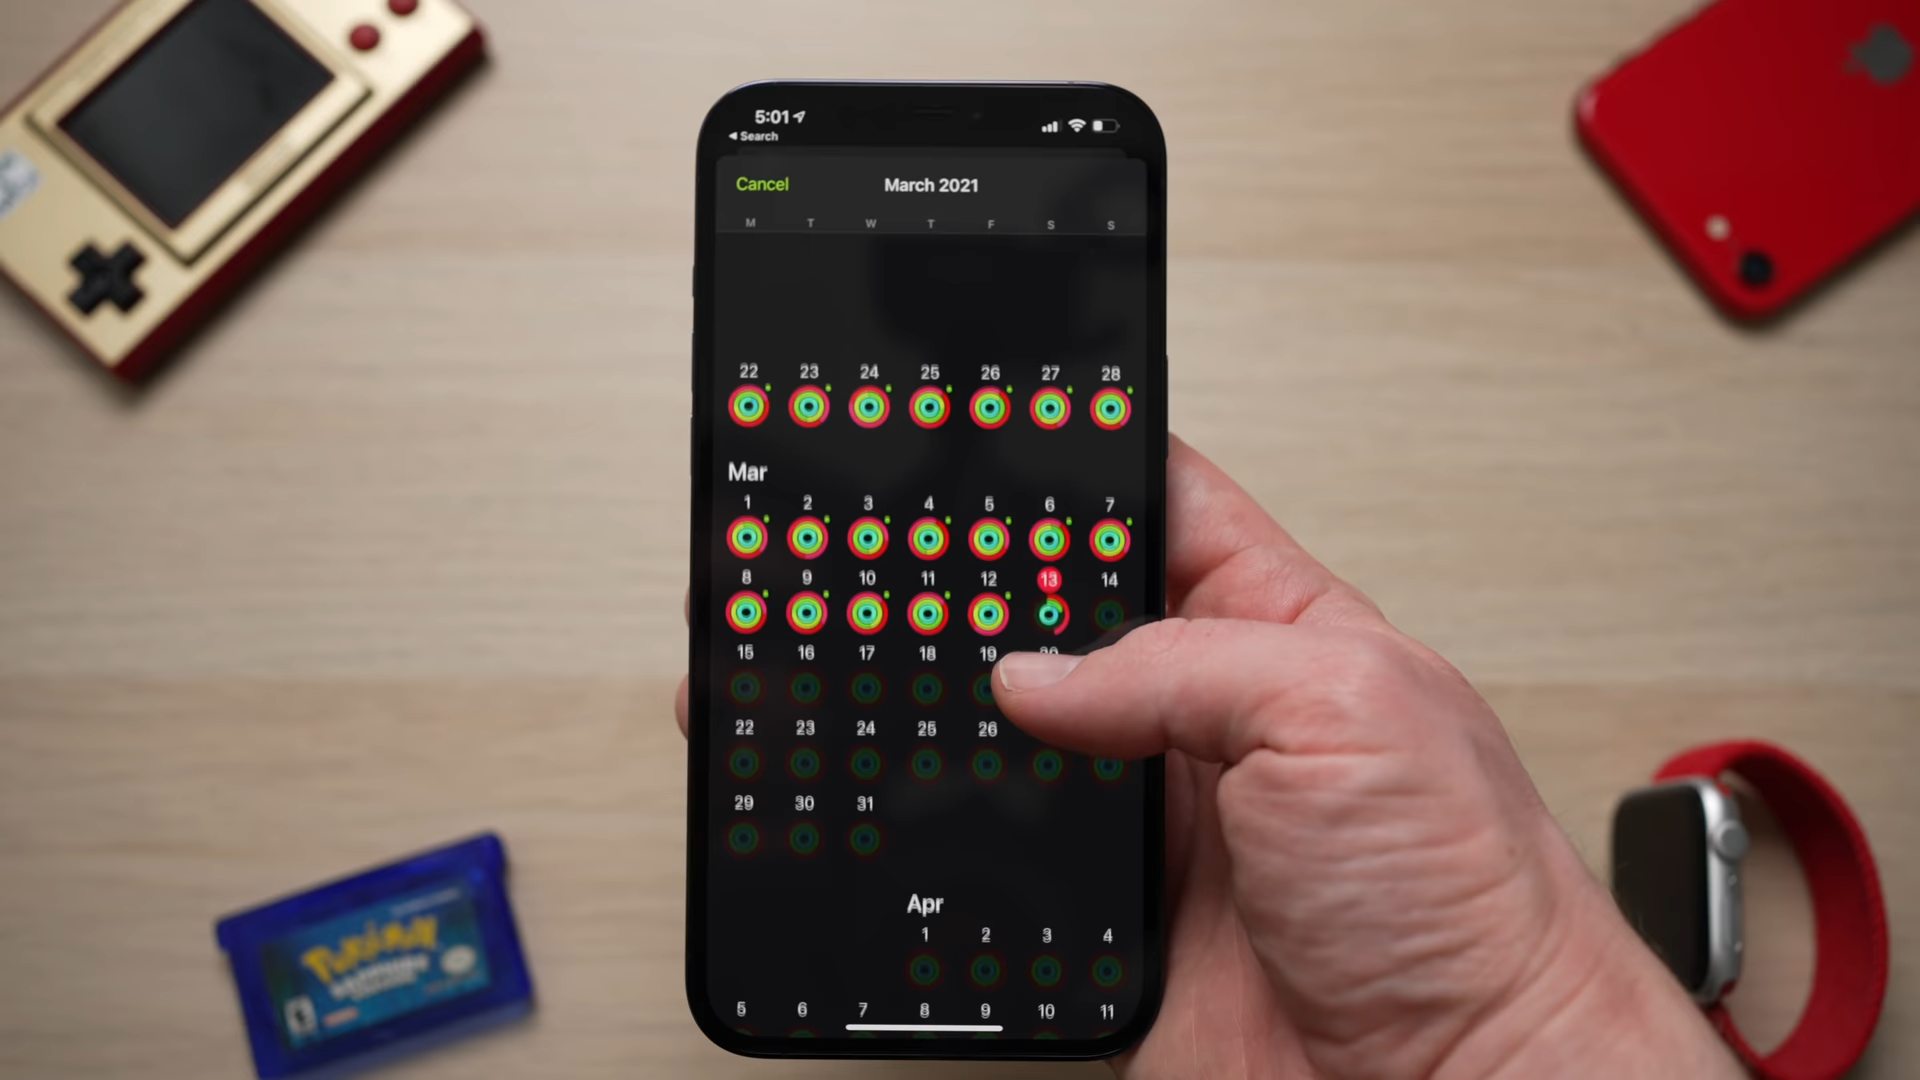 5:01
Search
Cancel
March 2021
M T W T F S S
22 23 24 25 26 27 28
Mar
1 2 3 4 5 6 7
8 9 10 11 12 13 14
15 16 17 18 19 20
22 23 24 25 26
29 30 31
Apr
1 2 3 4
5 6 7 8 9 10 11
Pokémon
E